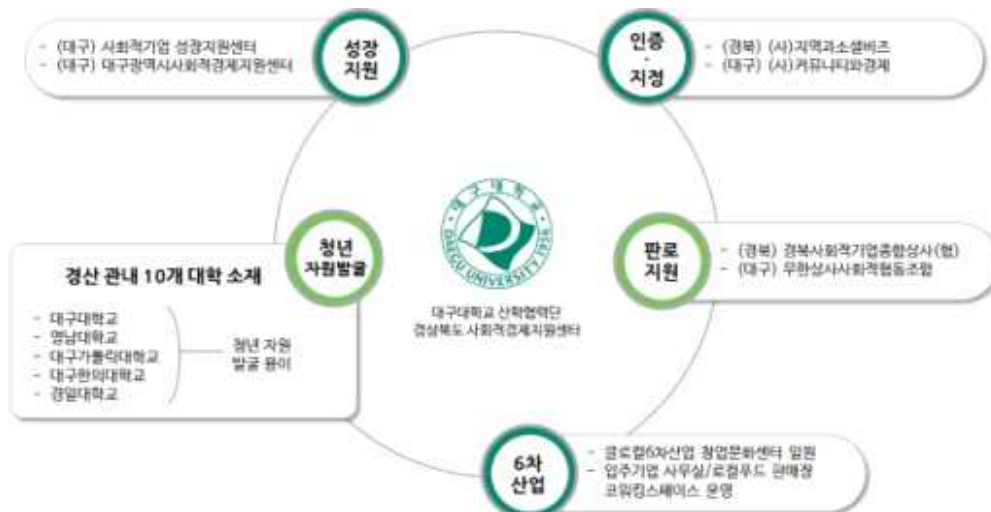 성장
지원
- (대구) 사회적기업 성장지원센터
- (대구) 대구광역시사회적경제지원센터
인증
·
지정
- (경북) (사)지역과소셜비즈
- (대구) (사)커뮤니티와경제
청년
자원발굴
경산 관내 10개 대학 소재
- 대구대학교
- 영남대학교
- 대구가톨릭대학교
- 대구한의대학교
- 경일대학교
청년 자원
발굴 용이
대구대학교
DAEGU UNIVERSITY 1956
대구대학교 산학협력단
경상북도 사회적경제지원센터
판로
지원
- (경북) 경북사회적기업종합상사(협)
- (대구) 무한상사사회적협동조합
6차
산업
- 글로컬6차산업 창업문화센터 일원
- 입주기업 사무실/로컬푸드 판매장
코워킹스페이스 운영